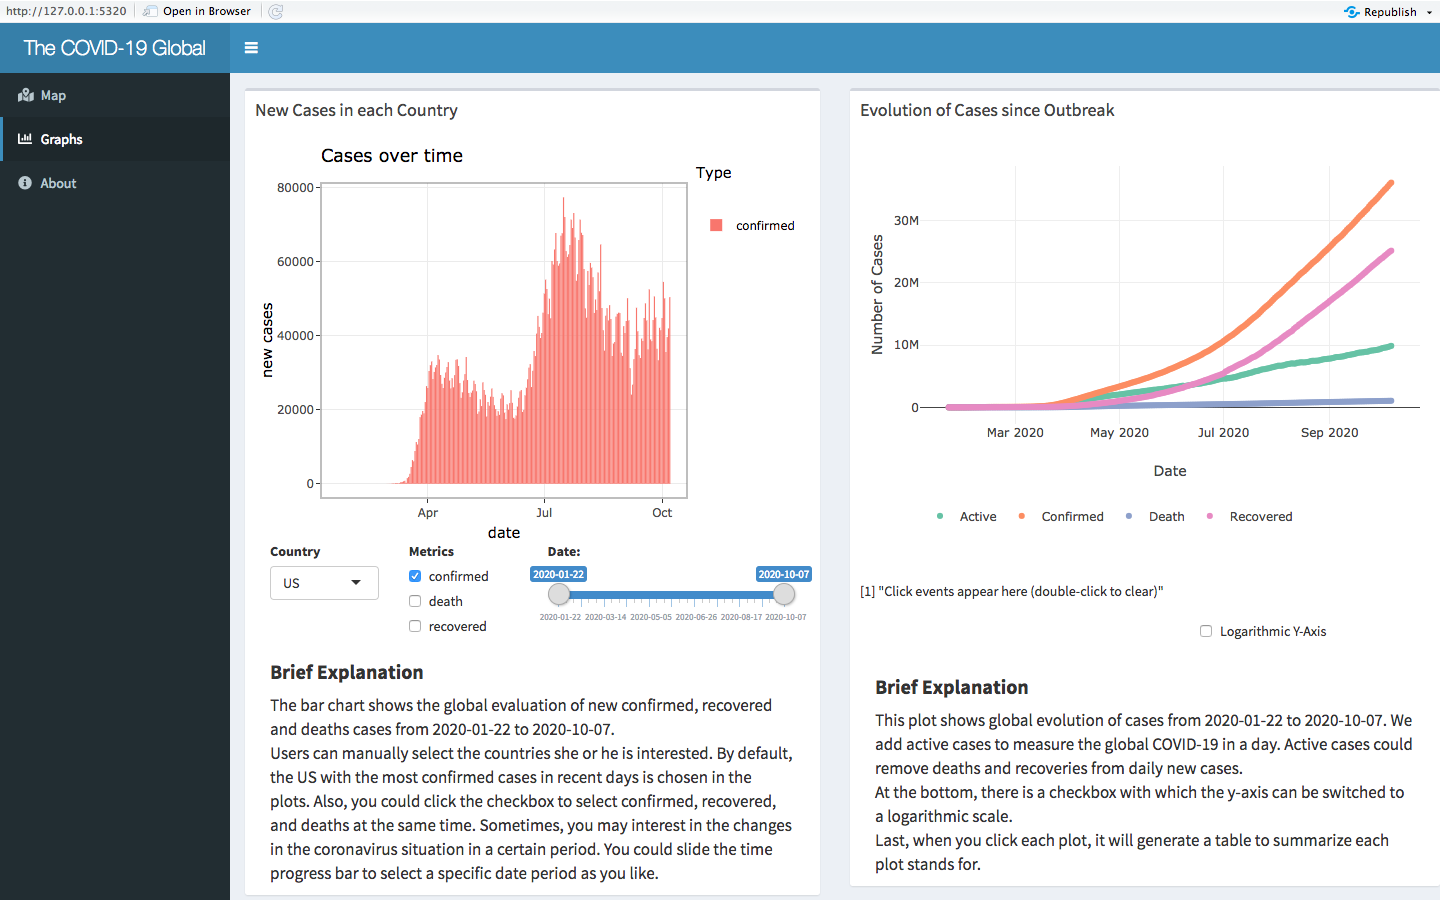 http://127.0.0.1:5320
Open in Browser
Republish
The COVID-19 Global
Map
Graphs
About
New Cases in each Country
Cases over time
Type
confirmed
new cases
80000
60000
40000
20000
0
Apr
Jul
Oct
date
Country
US
Metrics
confirmed
death
recovered
Date:
2020-01-22
2020-10-07
2020-01-22 2020-03-14 2020-05-05 2020-06-26 2020-08-17 2020-10-07
Brief Explanation
The bar chart shows the global evaluation of new confirmed, recovered
and deaths cases from 2020-01-22 to 2020-10-07.
Users can manually select the countries she or he is interested. By default,
the US with the most confirmed cases in recent days is chosen in the
plots. Also, you could click the checkbox to select confirmed, recovered,
and deaths at the same time. Sometimes, you may interest in the changes
in the coronavirus situation in a certain period. You could slide the time
progress bar to select a specific date period as you like.
Evolution of Cases since Outbreak
Number of Cases
30M
20M
10M
0
Mar 2020
May 2020
Jul 2020
Sep 2020
Date
Active
Confirmed
Death
Recovered
[1] "Click events appear here (double-click to clear)"
Logarithmic Y-Axis
Brief Explanation
This plot shows global evolution of cases from 2020-01-22 to 2020-10-07. We
add active cases to measure the global COVID-19 in a day. Active cases could
remove deaths and recoveries from daily new cases.
At the bottom, there is a checkbox with which the y-axis can be switched to
a logarithmic scale.
Last, when you click each plot, it will generate a table to summarize each
plot stands for.